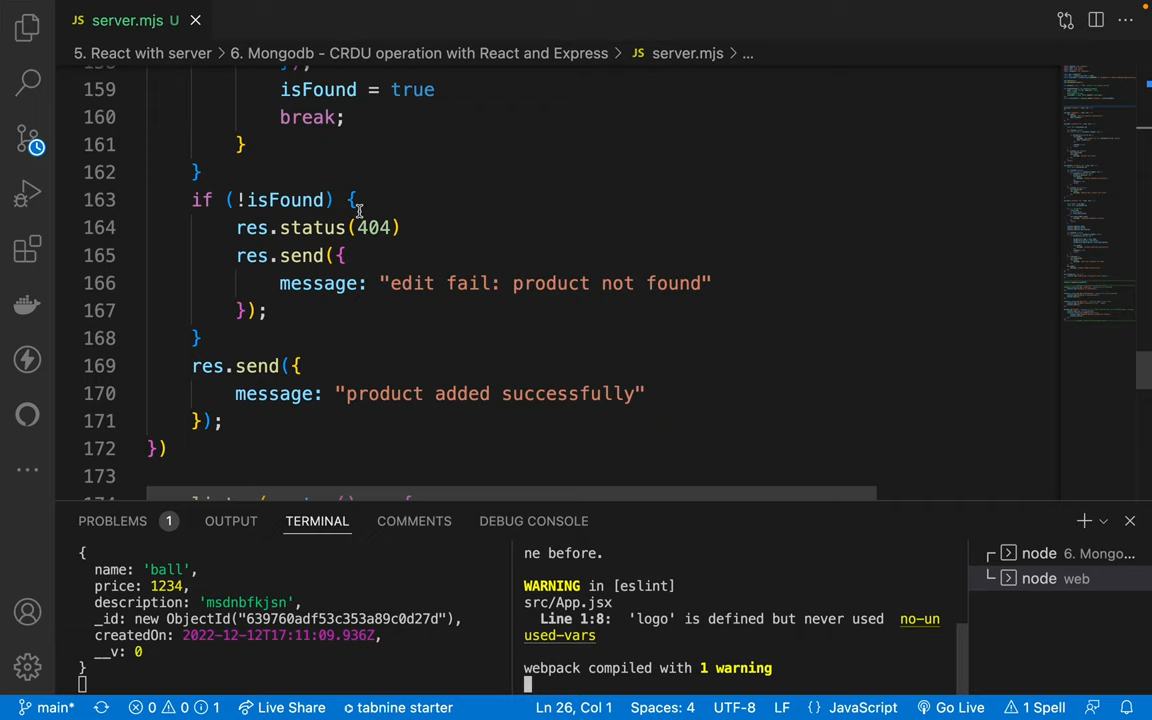 JS server.mjs U
5. React with server > 6. Mongodb - CRDU operation with React and Express > JS server.mjs > ...
159 isFound = true
160 break;
161 }
162 }
163 if (!isFound) {
164 res.status(404)
165 res.send({
166 message: "edit fail: product not found"
167 });
168 }
169 res.send({
170 message: "product added successfully"
171 });
172 })
173
PROBLEMS 1 OUTPUT TERMINAL COMMENTS DEBUG CONSOLE
{
name: 'ball',
price: 1234,
description: 'msdnbfkjsn',
_id: new ObjectId("639760adf53c353a89c0d27d"),
createdOn: 2022-12-12T17:11:09.936Z,
__v: 0
}
ne before.
WARNING in [eslint]
src/App.jsx
Line 1:8: 'logo' is defined but never used no-un
used-vars
webpack compiled with 1 warning
node 6. Mongo...
node web
main* 0 0 1 Live Share tabnine starter Ln 26, Col 1 Spaces: 4 UTF-8 LF {} JavaScript Go Live 1 Spell